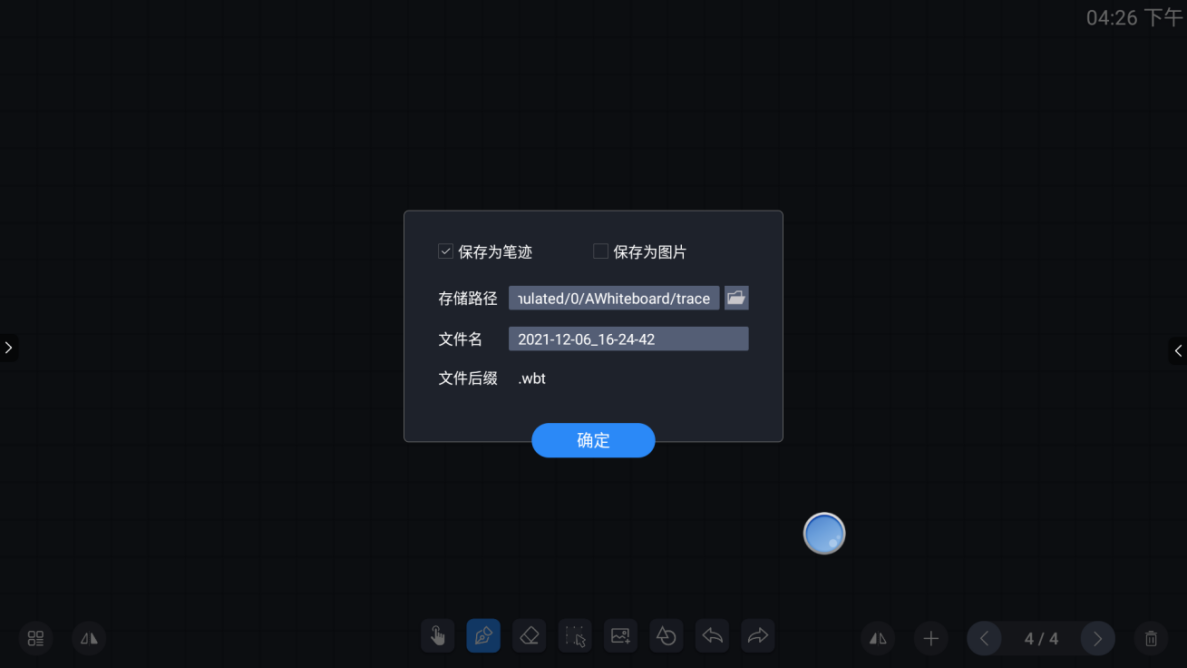 04:26 下午
保存为笔迹 保存为图片
存储路径 nulated/0/AWhiteboard/trace
文件名 2021-12-06_16-24-42
文件后缀 .wbt
确定
4 / 4